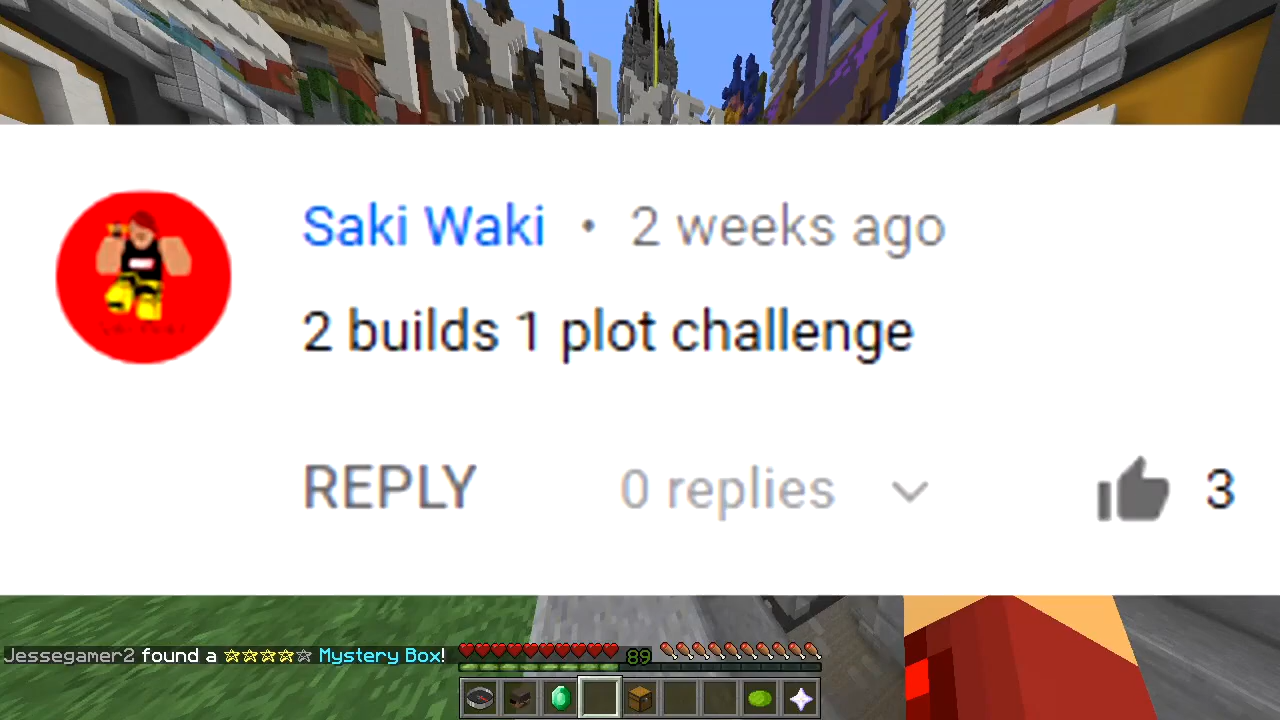 HYPIXEL
Saki Waki • 2 weeks ago
2 builds 1 plot challenge
REPLY 0 replies 3
Jessegamer2 found a ★★★★☆ Mystery Box!
89